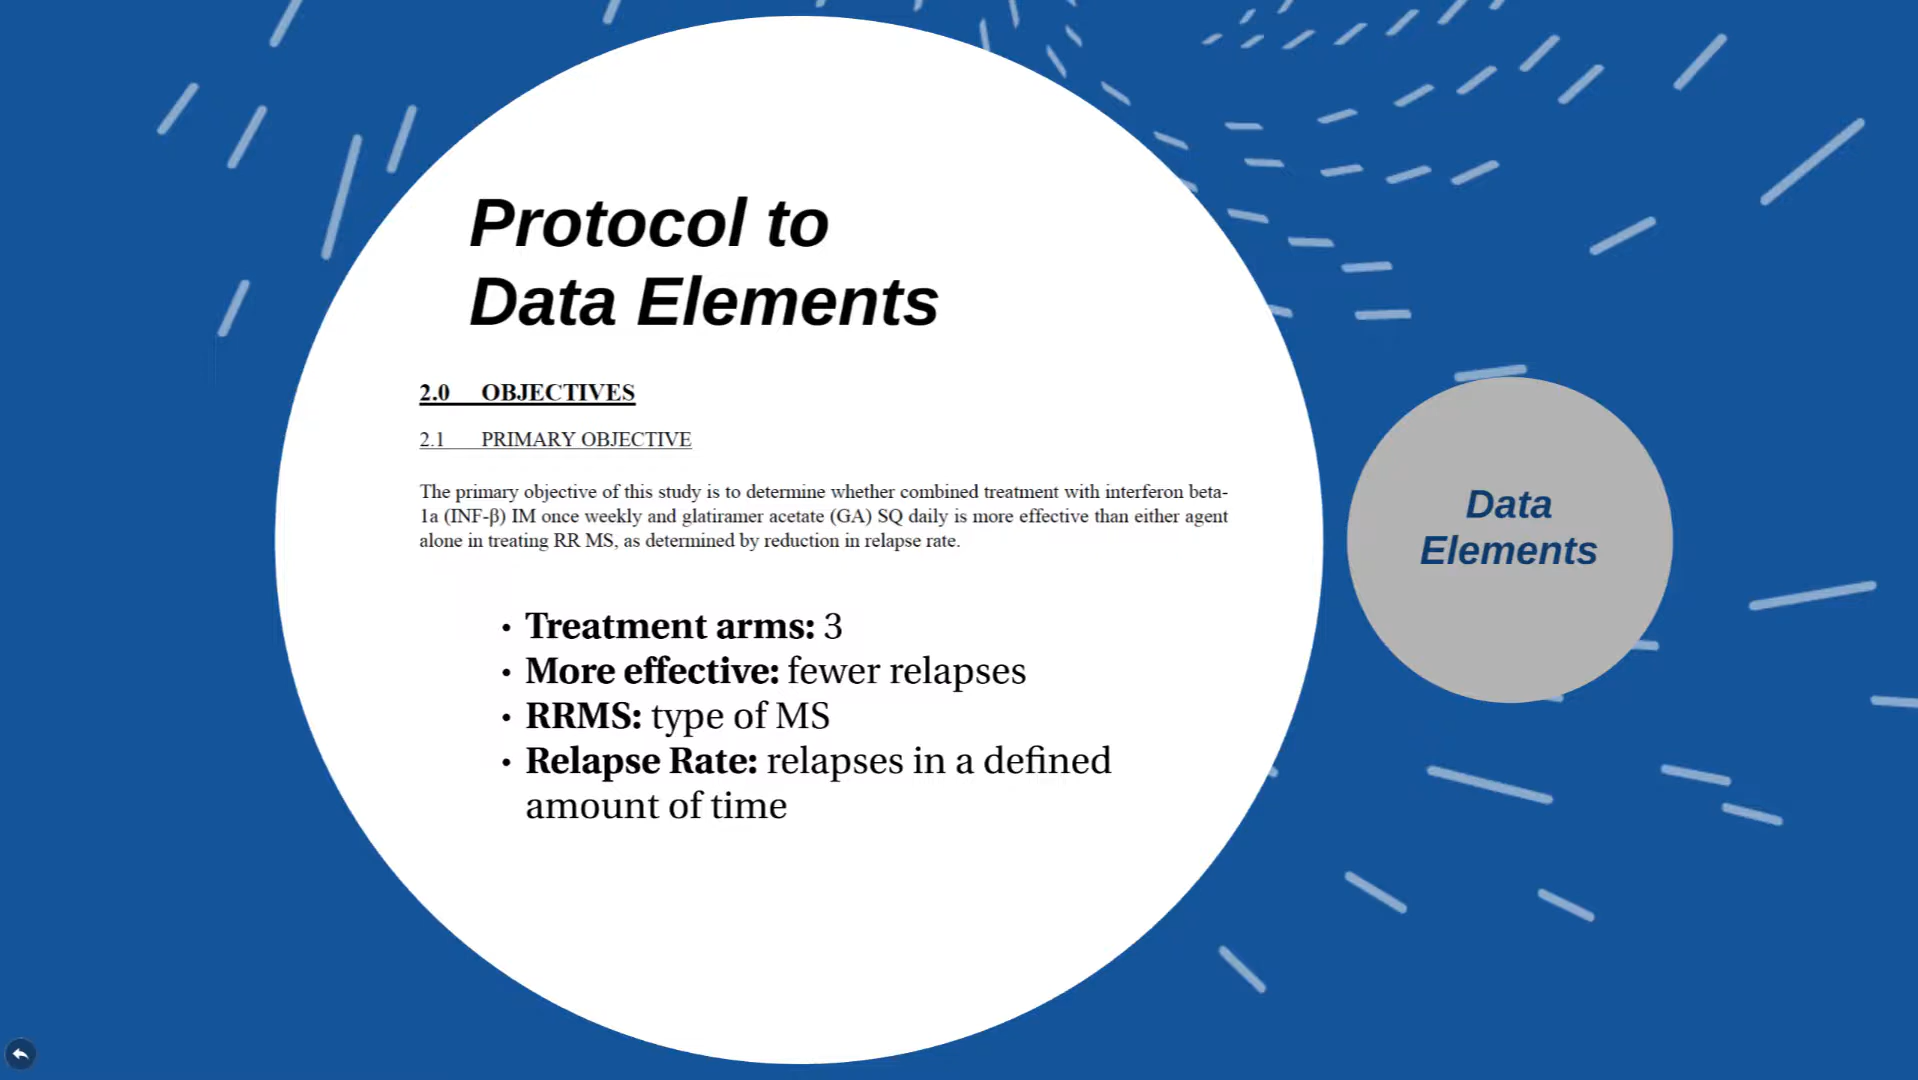 Protocol to
Data Elements
2.0 OBJECTIVES
2.1 PRIMARY OBJECTIVE
The primary objective of this study is to determine whether combined treatment with interferon beta-
1a (INF-β) IM once weekly and glatiramer acetate (GA) SQ daily is more effective than either agent
alone in treating RR MS, as determined by reduction in relapse rate.
• Treatment arms: 3
• More effective: fewer relapses
• RRMS: type of MS
• Relapse Rate: relapses in a defined
amount of time
Data
Elements